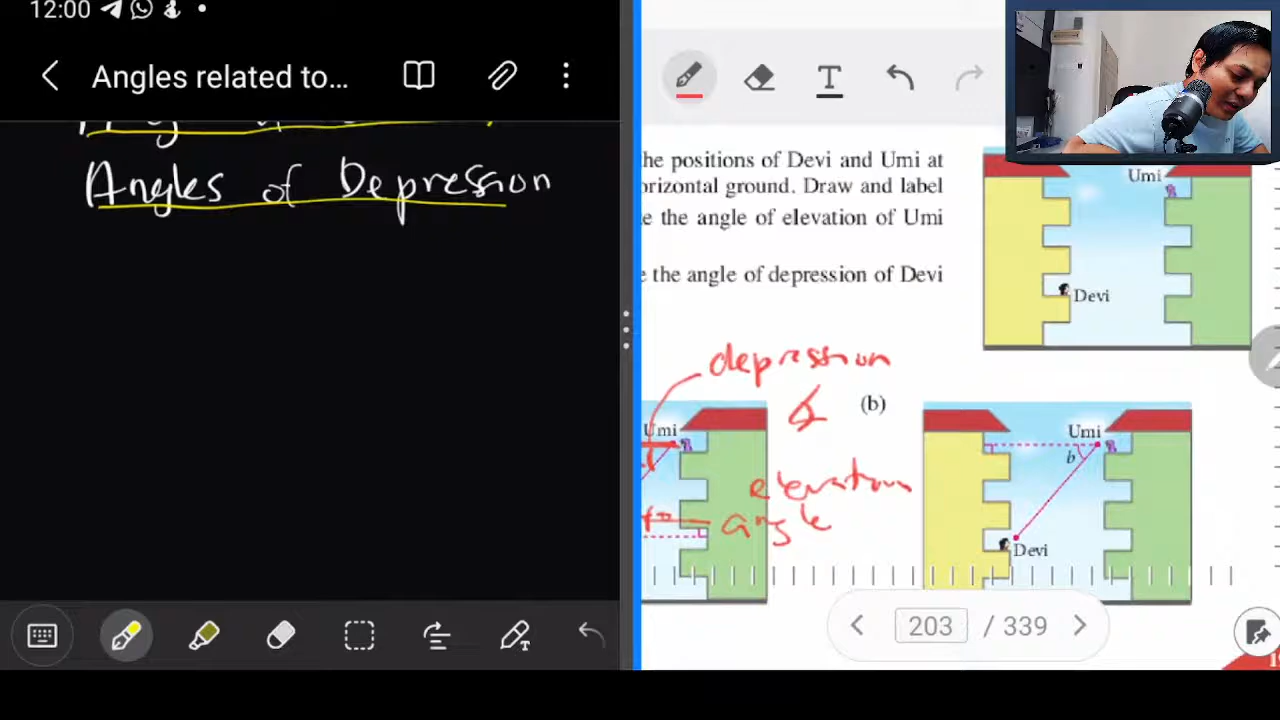 12:00
Angles related to...
Angles of Depression
he positions of Devi and Umi at
orizontal ground. Draw and label
e the angle of elevation of Umi
e the angle of depression of Devi
Umi
Devi
depression
(b)
Umi
elevation
angle
Umi
b
Devi
203 / 339